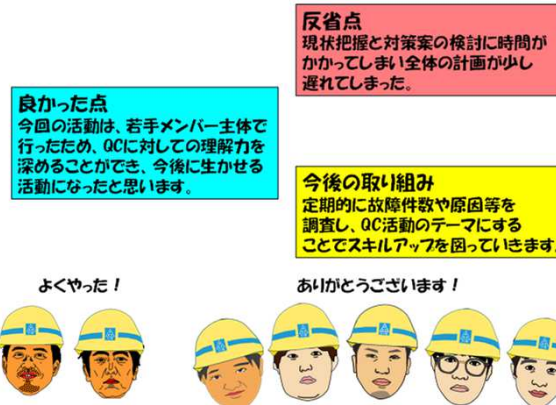 反省点
現状把握と対策案の検討に時間が
かかってしまい全体の計画が少し
遅れてしまった。
良かった点
今回の活動は、若手メンバー主体で
行ったため、QCに対しての理解力を
深めることができ、今後に生かせる
活動になったと思います。
今後の取り組み
定期的に故障件数や原因等を
調査し、QC活動のテーマにする
ことでスキルアップを図っていきます
よくやった！
ありがとうございます！